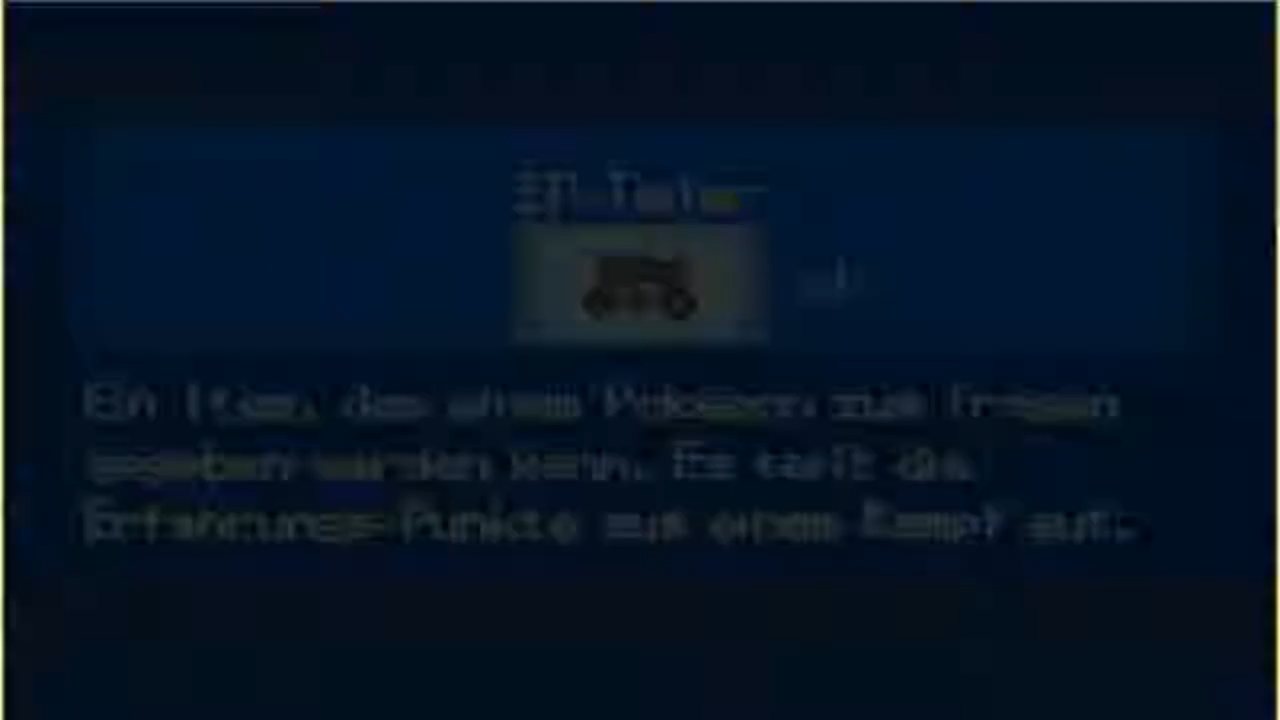 EP-Teiler
Ein Item, das einem Pokémon zum Tragen
gegeben werden kann. Es teilt die
Erfahrungs-Punkte aus einem Kampf auf.